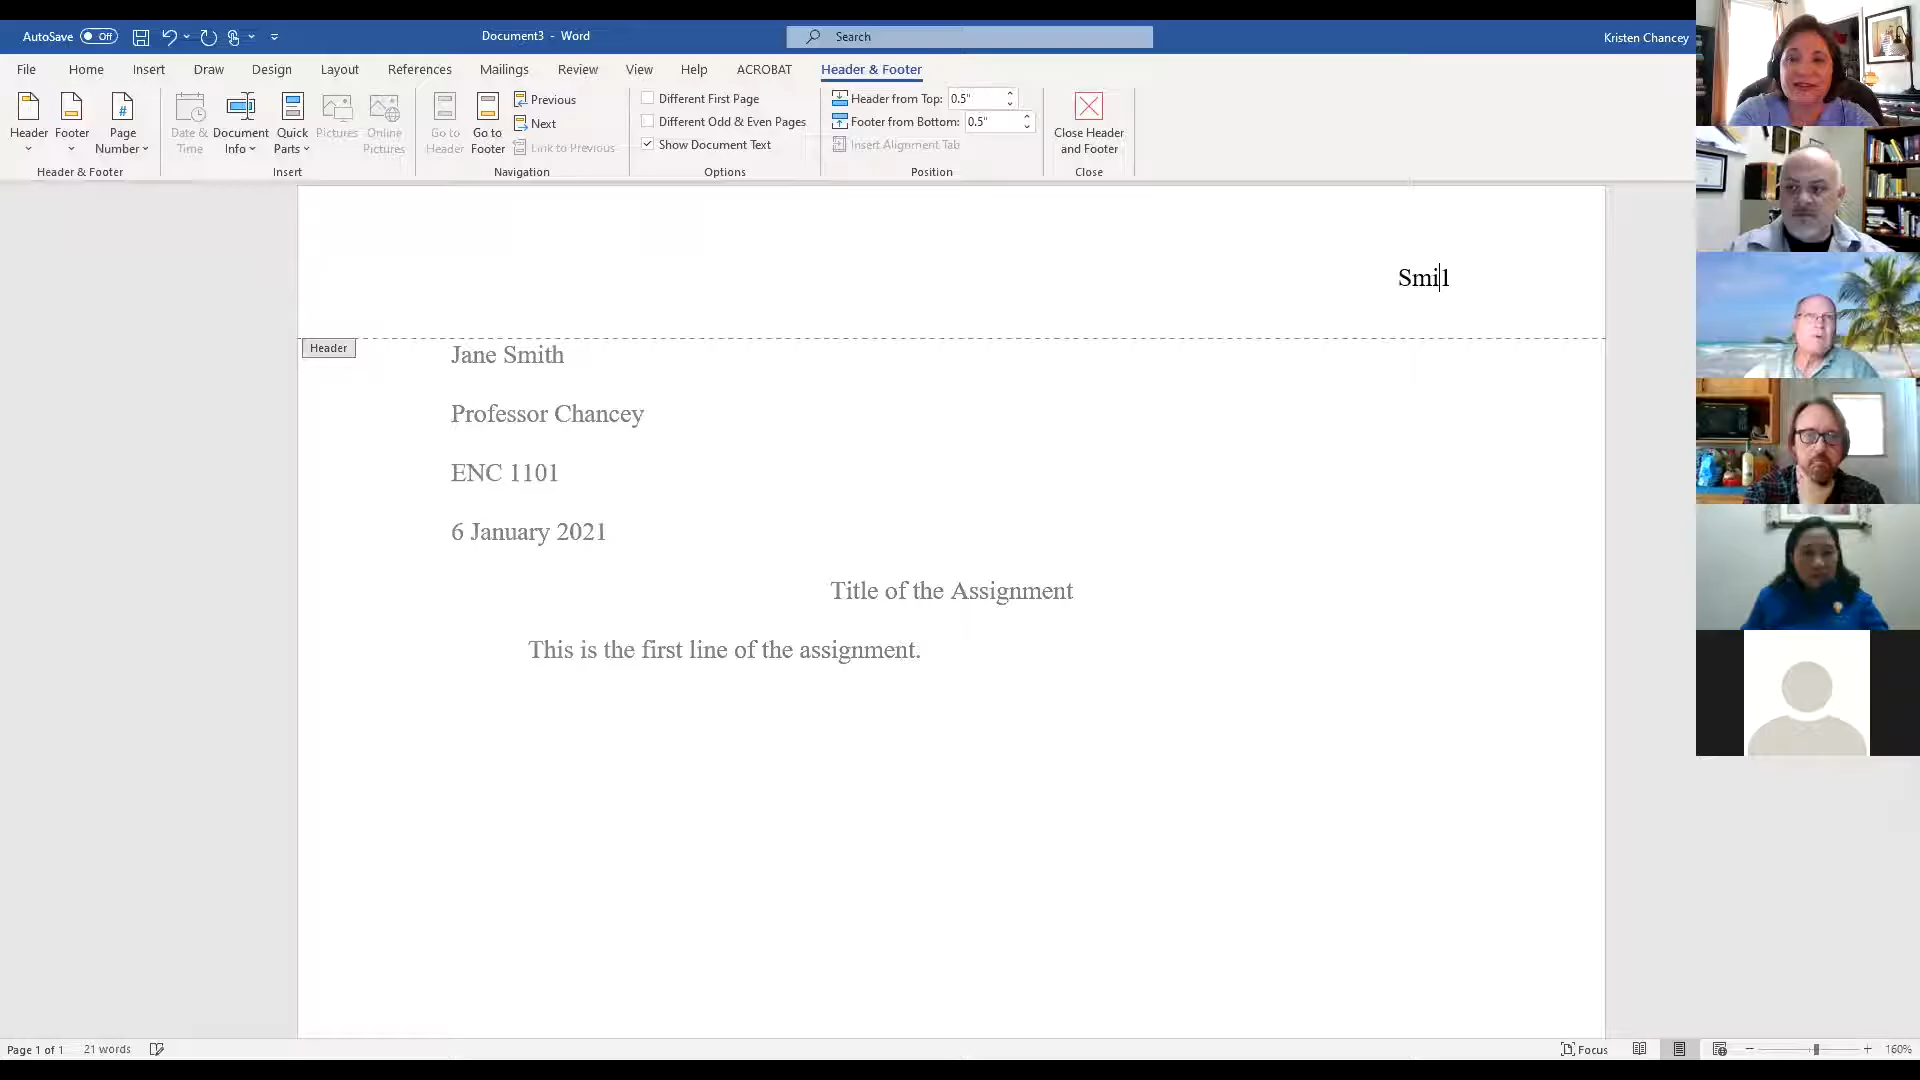 AutoSave Off Document3 - Word Search Kristen Chancey
File Home Insert Draw Design Layout References Mailings Review View Help ACROBAT Header & Footer
Header Footer Page Number Date & Time Document Info Quick Parts Pictures Online Pictures Go to Header Go to Footer Previous Next Link to Previous
Different First Page
Different Odd & Even Pages
Show Document Text
Header from Top: 0.5"
Footer from Bottom: 0.5"
Insert Alignment Tab
Close Header and Footer
Header & Footer Insert Navigation Options Position Close
Smi1
Header
Jane Smith
Professor Chancey
ENC 1101
6 January 2021
Title of the Assignment
This is the first line of the assignment.
Page 1 of 1 21 words Focus 160%